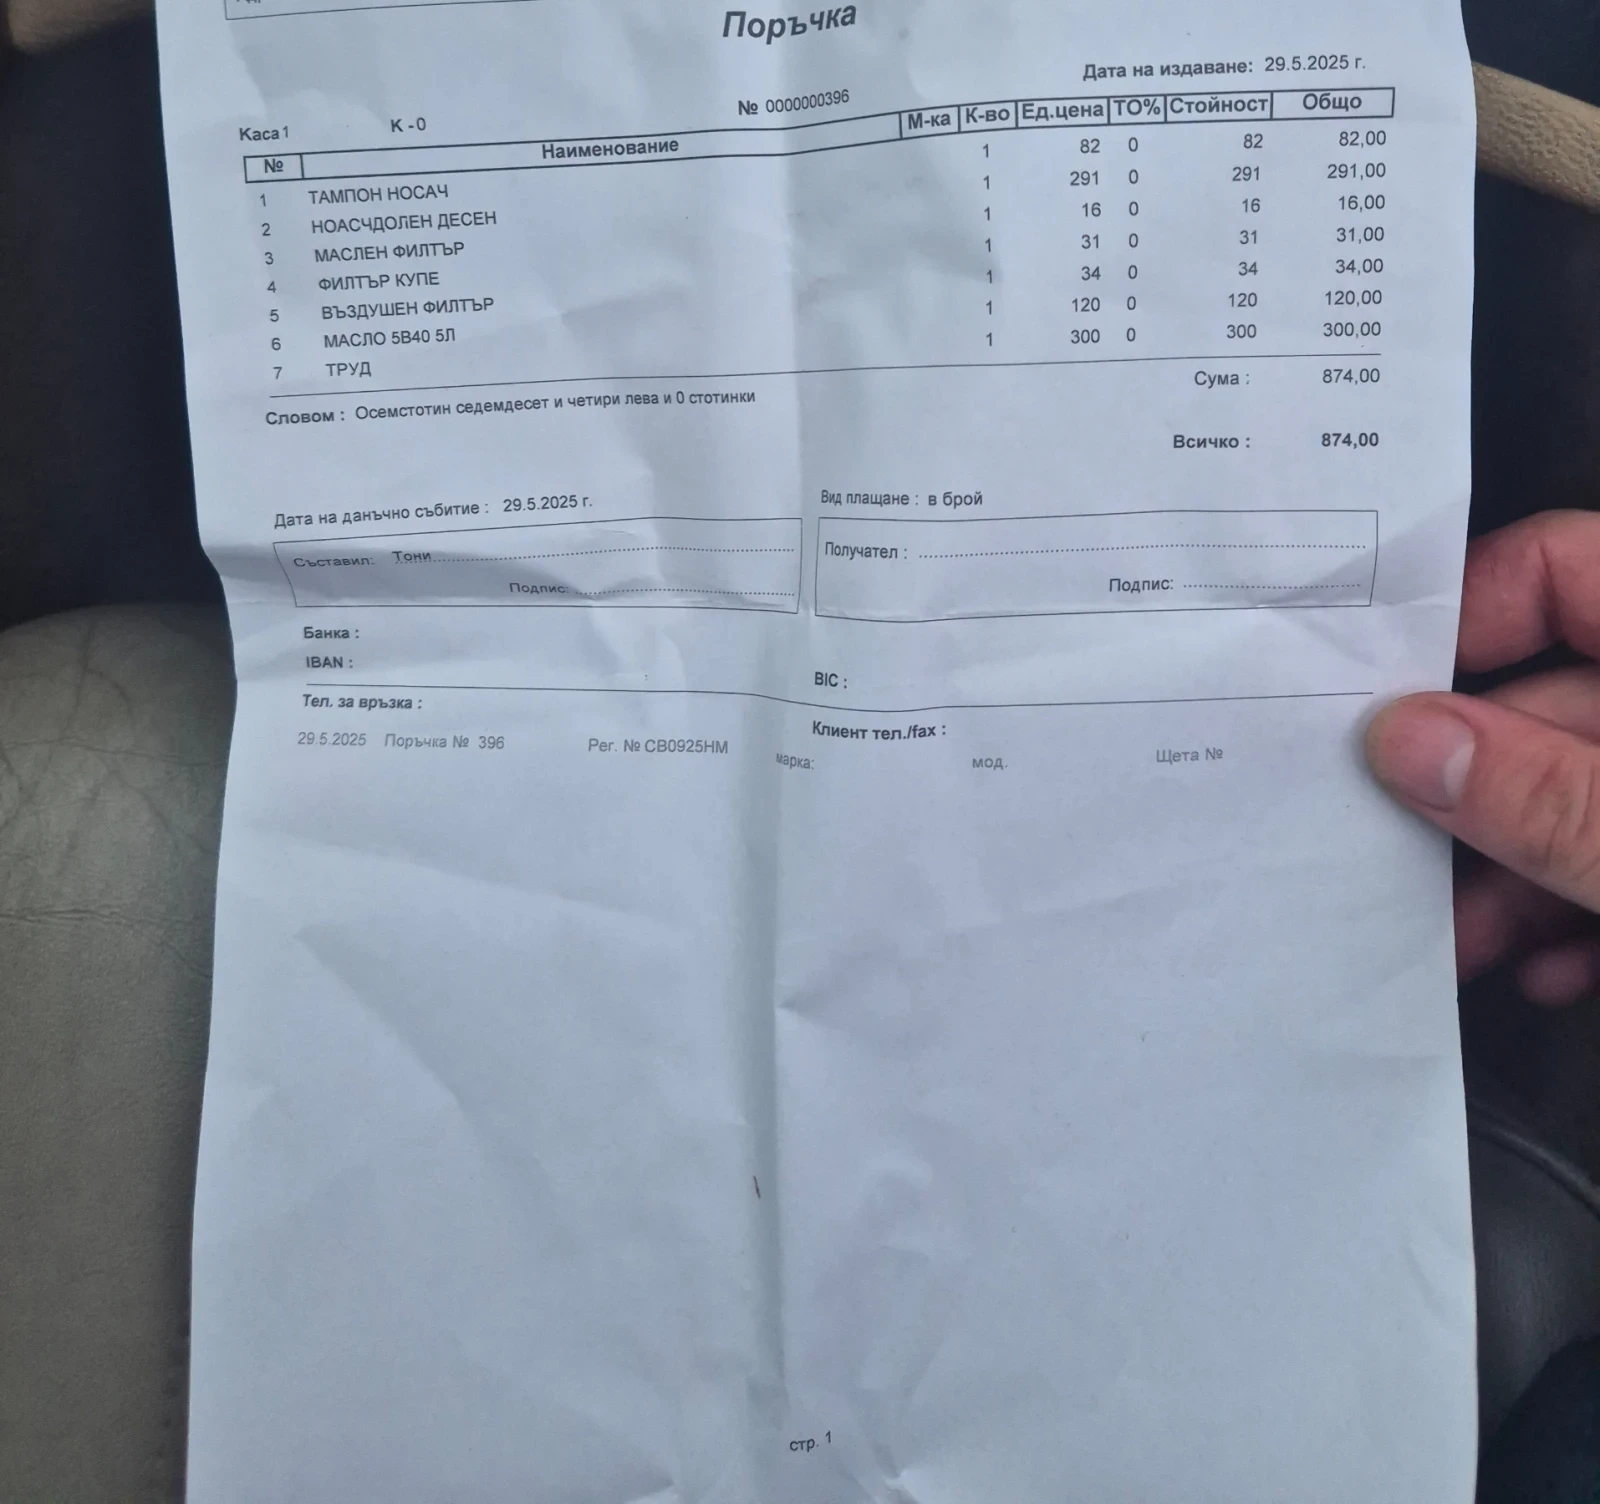 Поръчка
Дата на издаване: 29.5.2025 г.
№ 0000000396
Каса 1 К -0
№ Наименование М-ка К-во Ед.цена ТО% Стойност Общо
1 ТАМПОН НОСАЧ 1 82 0 82 82,00
2 НОАСЧДОЛЕН ДЕСЕН 1 291 0 291 291,00
3 МАСЛЕН ФИЛТЪР 1 16 0 16 16,00
4 ФИЛТЪР КУПЕ 1 31 0 31 31,00
5 ВЪЗДУШЕН ФИЛТЪР 1 34 0 34 34,00
6 МАСЛО 5В40 5Л 1 120 0 120 120,00
7 ТРУД 1 300 0 300 300,00
Сума : 874,00
Словом : Осемстотин седемдесет и четири лева и 0 стотинки
Всичко : 874,00
Дата на данъчно събитие : 29.5.2025 г.
Вид плащане : в брой
Съставил: Тони
Получател :
Подпис:
Подпис:
Банка :
IBAN :
BIC :
Тел. за връзка :
Клиент тел./fax :
29.5.2025 Поръчка № 396 Рег. № СВ0925НМ марка: мод. Щета №
стр. 1